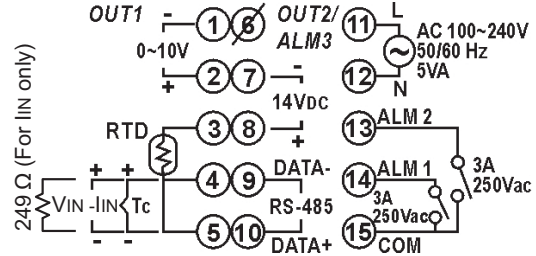 OUT1 - 1 6 OUT2/ 11 L
ALM3
0~10V
AC 100~240V
50/60 Hz
5VA
+ 2 7 - 12 N
14VDC
RTD 3 8 + 13 ALM 2
249 Ω (For IIN only)
+ + 4 9 DATA- 14 ALM 1
3A
250Vac
VIN -IIN Tc
RS-485
3A
250Vac
- - 5 10 DATA+ 15 COM